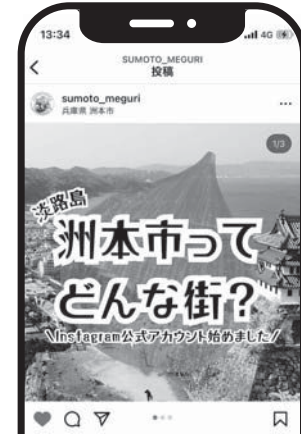 13:34
4G
SUMOTO_MEGURI
投稿
sumoto_meguri
兵庫県 洲本市
1/3
淡路島
洲本市って
どんな街？
\Instagram公式アカウント始めました/